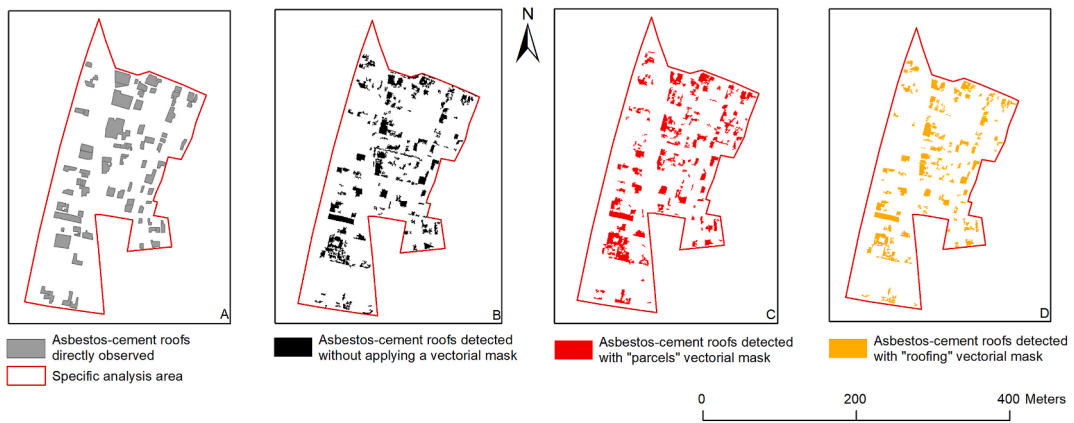 N
A
B
C
D
Asbestos-cement roofs
directly observed
Specific analysis area
Asbestos-cement roofs detected
without applying a vectorial mask
Asbestos-cement roofs detected
with "parcels" vectorial mask
Asbestos-cement roofs detected
with "roofing" vectorial mask
0 200 400 Meters